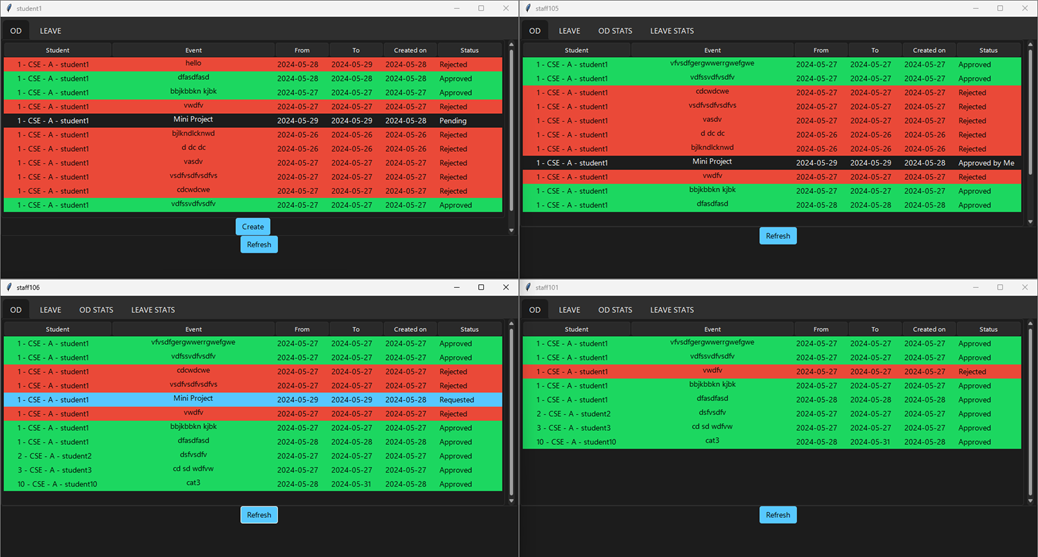 student1
OD LEAVE
Student Event From To Created on Status
1 - CSE - A - student1 hello 2024-05-28 2024-05-29 2024-05-28 Rejected
1 - CSE - A - student1 dfasdfasd 2024-05-28 2024-05-28 2024-05-28 Approved
1 - CSE - A - student1 bbjkbbkn kjbk 2024-05-27 2024-05-27 2024-05-27 Approved
1 - CSE - A - student1 vwdfv 2024-05-27 2024-05-27 2024-05-27 Rejected
1 - CSE - A - student1 Mini Project 2024-05-29 2024-05-29 2024-05-28 Pending
1 - CSE - A - student1 bjlkndlcknwd 2024-05-26 2024-05-26 2024-05-26 Rejected
1 - CSE - A - student1 d dc dc 2024-05-26 2024-05-26 2024-05-26 Rejected
1 - CSE - A - student1 vasdv 2024-05-27 2024-05-27 2024-05-26 Rejected
1 - CSE - A - student1 vsdfvsdfvsdfvs 2024-05-27 2024-05-27 2024-05-27 Rejected
1 - CSE - A - student1 cdcwdcwe 2024-05-27 2024-05-27 2024-05-27 Rejected
1 - CSE - A - student1 vdfssvdfvsdfv 2024-05-27 2024-05-27 2024-05-27 Approved
Create
Refresh
staff105
OD LEAVE OD STATS LEAVE STATS
Student Event From To Created on Status
1 - CSE - A - student1 vfvsdfgergwwerrgwefgwe 2024-05-27 2024-05-27 2024-05-27 Approved
1 - CSE - A - student1 vdfssvdfvsdfv 2024-05-27 2024-05-27 2024-05-27 Approved
1 - CSE - A - student1 cdcwdcwe 2024-05-27 2024-05-27 2024-05-27 Rejected
1 - CSE - A - student1 vsdfvsdfvsdfvs 2024-05-27 2024-05-27 2024-05-27 Rejected
1 - CSE - A - student1 vasdv 2024-05-27 2024-05-27 2024-05-26 Rejected
1 - CSE - A - student1 d dc dc 2024-05-26 2024-05-26 2024-05-26 Rejected
1 - CSE - A - student1 bjlkndlcknwd 2024-05-26 2024-05-26 2024-05-26 Rejected
1 - CSE - A - student1 Mini Project 2024-05-29 2024-05-29 2024-05-28 Approved by Me
1 - CSE - A - student1 vwdfv 2024-05-27 2024-05-27 2024-05-27 Rejected
1 - CSE - A - student1 bbjkbbkn kjbk 2024-05-27 2024-05-27 2024-05-27 Approved
1 - CSE - A - student1 dfasdfasd 2024-05-28 2024-05-28 2024-05-28 Approved
Refresh
staff106
OD LEAVE OD STATS LEAVE STATS
Student Event From To Created on Status
1 - CSE - A - student1 vfvsdfgergwwerrgwefgwe 2024-05-27 2024-05-27 2024-05-27 Approved
1 - CSE - A - student1 vdfssvdfvsdfv 2024-05-27 2024-05-27 2024-05-27 Approved
1 - CSE - A - student1 cdcwdcwe 2024-05-27 2024-05-27 2024-05-27 Rejected
1 - CSE - A - student1 vsdfvsdfvsdfvs 2024-05-27 2024-05-27 2024-05-27 Rejected
1 - CSE - A - student1 Mini Project 2024-05-29 2024-05-29 2024-05-28 Requested
1 - CSE - A - student1 vwdfv 2024-05-27 2024-05-27 2024-05-27 Rejected
1 - CSE - A - student1 bbjkbbkn kjbk 2024-05-27 2024-05-27 2024-05-27 Approved
1 - CSE - A - student1 dfasdfasd 2024-05-28 2024-05-28 2024-05-28 Approved
2 - CSE - A - student2 dsfvsdfv 2024-05-27 2024-05-27 2024-05-27 Approved
3 - CSE - A - student3 cd sd wdfvw 2024-05-27 2024-05-27 2024-05-27 Approved
10 - CSE - A - student10 cat3 2024-05-28 2024-05-31 2024-05-28 Approved
Refresh
staff101
OD LEAVE OD STATS LEAVE STATS
Student Event From To Created on Status
1 - CSE - A - student1 vfvsdfgergwwerrgwefgwe 2024-05-27 2024-05-27 2024-05-27 Approved
1 - CSE - A - student1 vdfssvdfvsdfv 2024-05-27 2024-05-27 2024-05-27 Approved
1 - CSE - A - student1 vwdfv 2024-05-27 2024-05-27 2024-05-27 Rejected
1 - CSE - A - student1 bbjkbbkn kjbk 2024-05-27 2024-05-27 2024-05-27 Approved
1 - CSE - A - student1 dfasdfasd 2024-05-28 2024-05-28 2024-05-28 Approved
2 - CSE - A - student2 dsfvsdfv 2024-05-27 2024-05-27 2024-05-27 Approved
3 - CSE - A - student3 cd sd wdfvw 2024-05-27 2024-05-27 2024-05-27 Approved
10 - CSE - A - student10 cat3 2024-05-28 2024-05-31 2024-05-28 Approved
Refresh